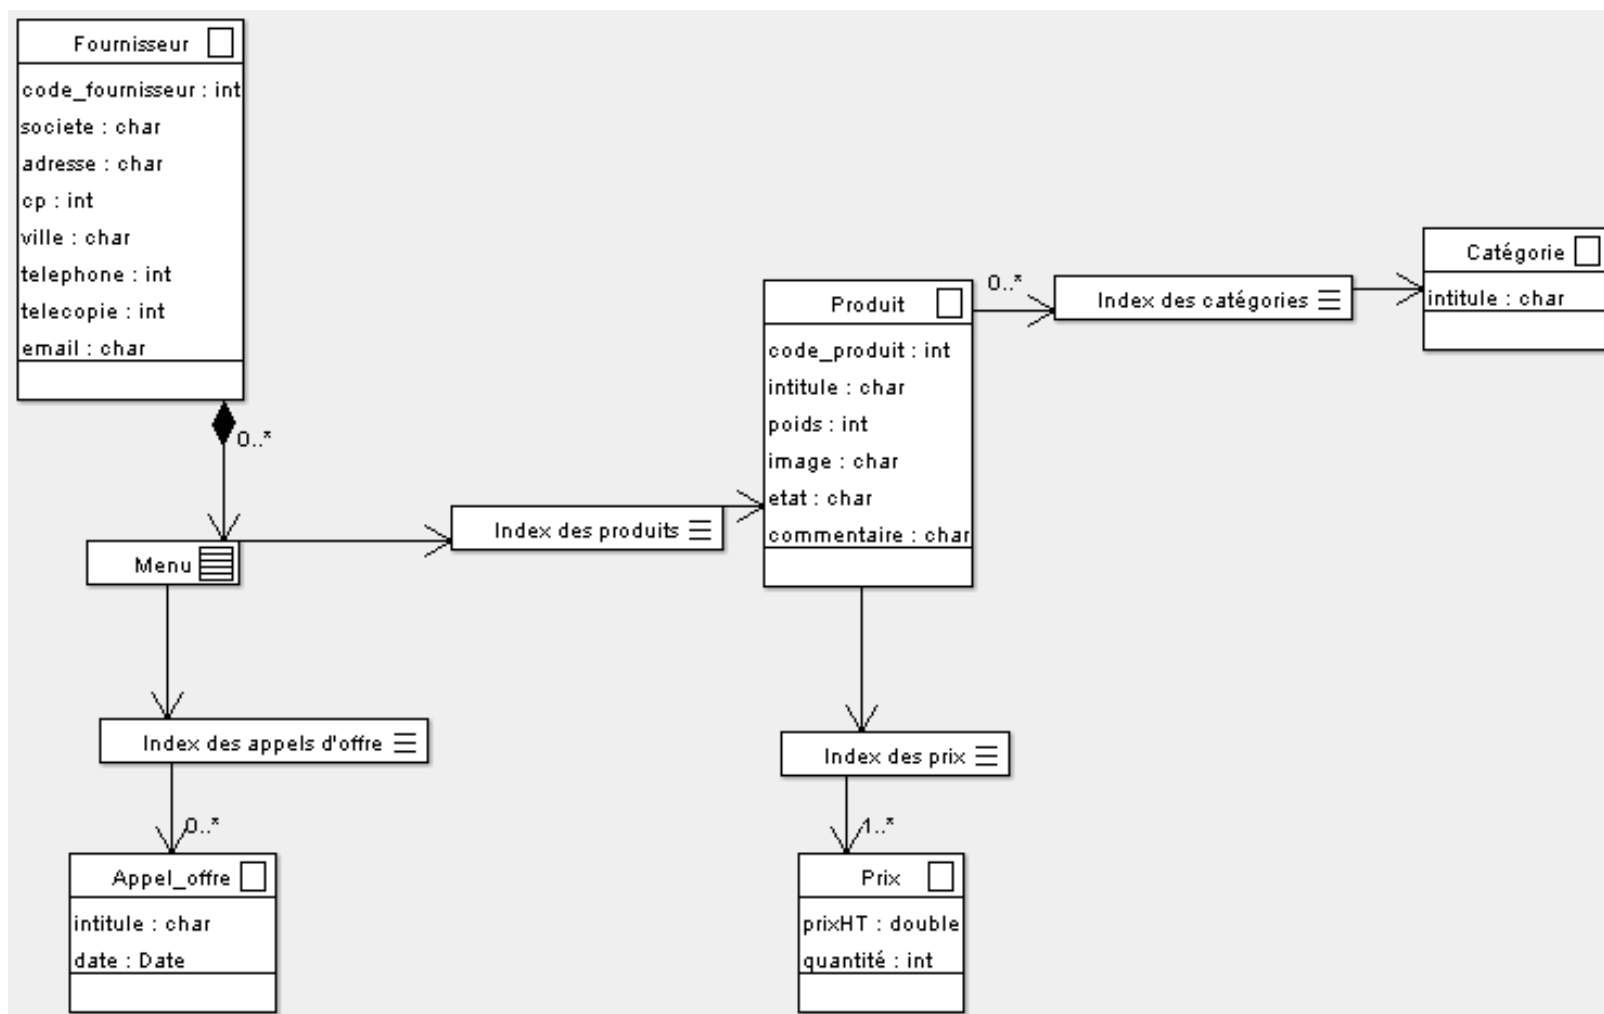 Fournisseur
code_fournisseur : int
societe : char
adresse : char
cp : int
ville : char
telephone : int
telecopie : int
email : char
0..*
Menu
Index des produits
Produit
code_produit : int
intitule : char
poids : int
image : char
etat : char
commentaire : char
0..*
Index des catégories
Catégorie
intitule : char
Index des appels d'offre
0..*
Appel_offre
intitule : char
date : Date
Index des prix
1..*
Prix
prixHT : double
quantité : int